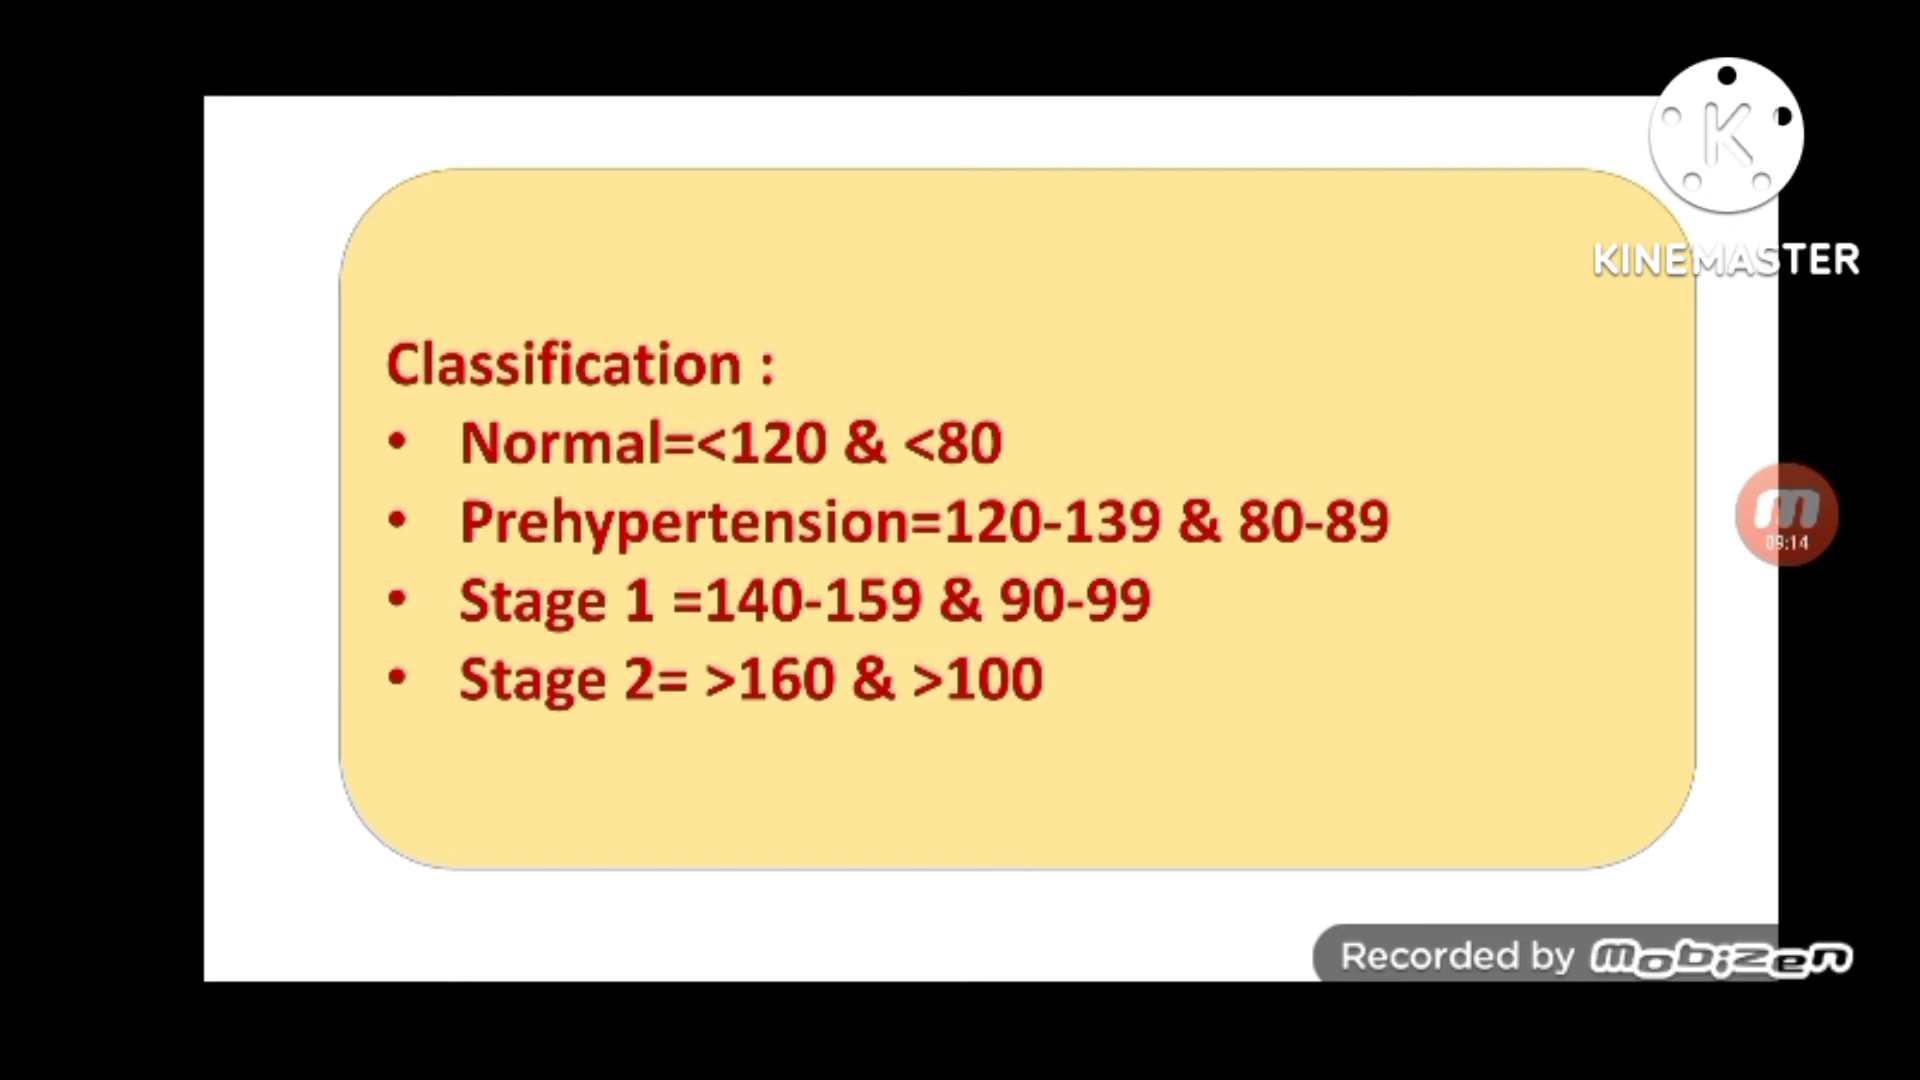 K
KINEMASTER
Classification :
• Normal=<120 & <80
• Prehypertension=120-139 & 80-89
• Stage 1 =140-159 & 90-99
• Stage 2= >160 & >100
m
09:14
Recorded by mobizen